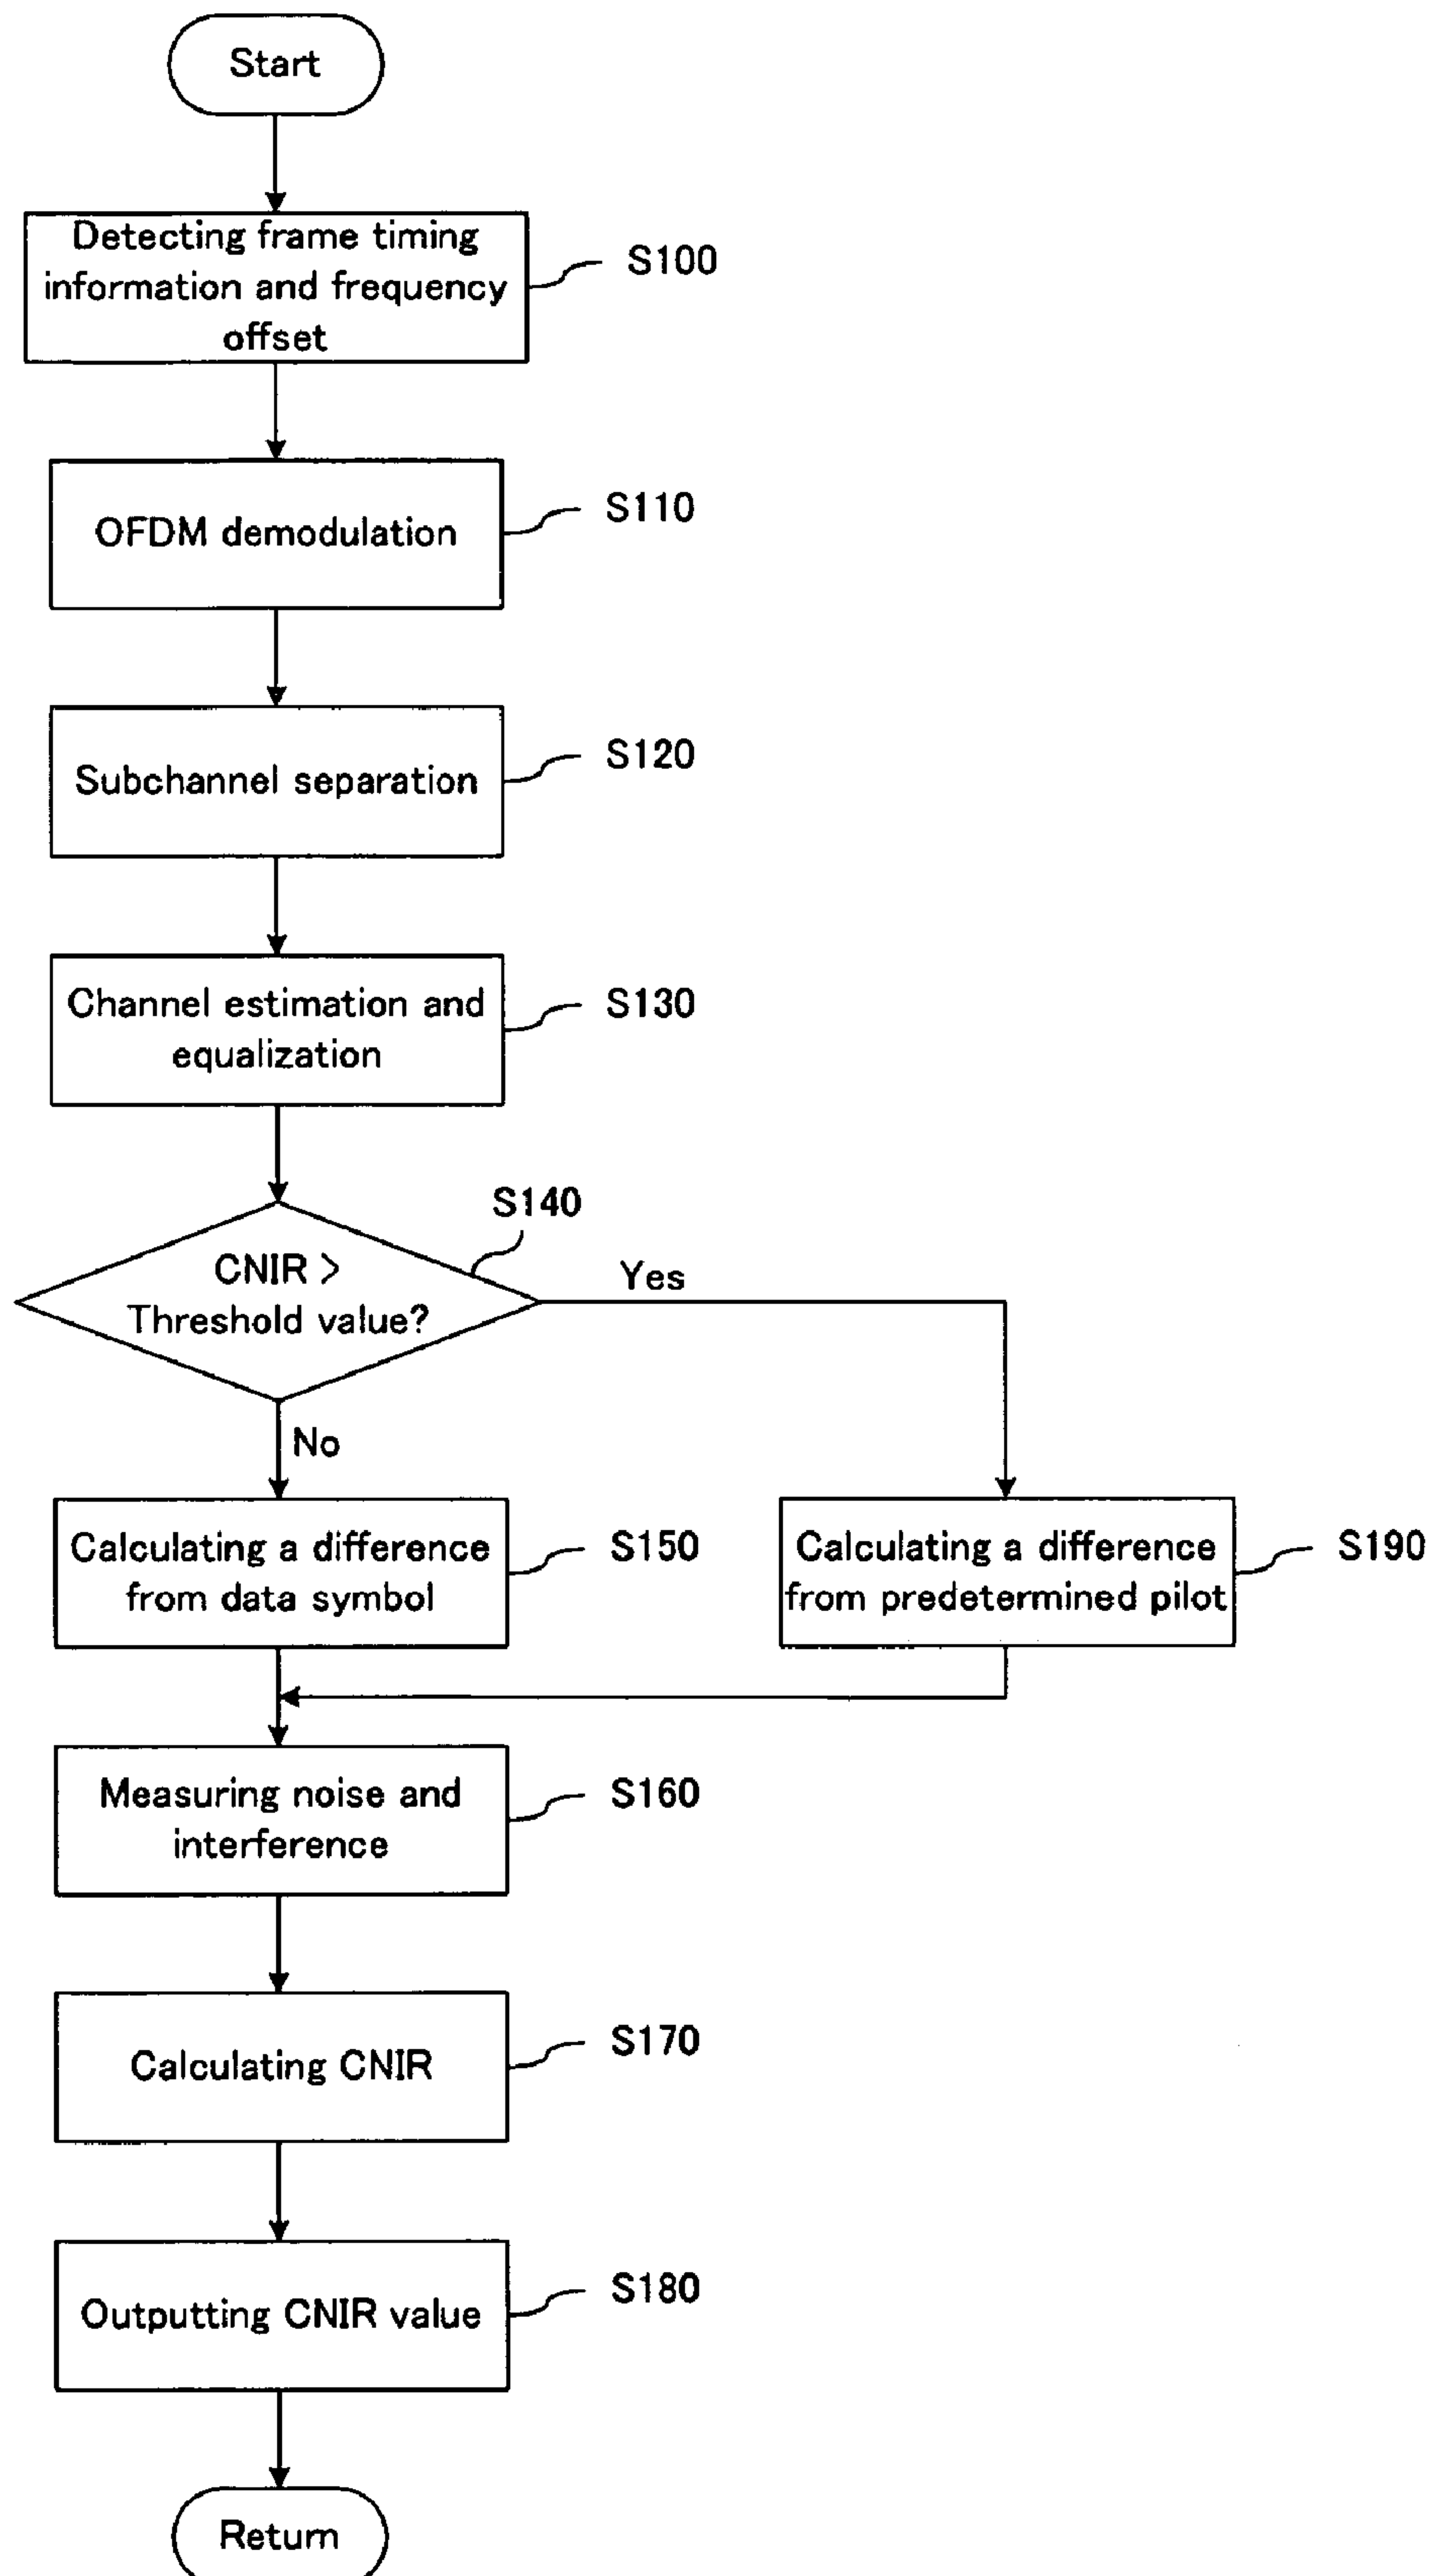 Start
Detecting frame timing
information and frequency
offset
S100
OFDM demodulation
S110
Subchannel separation
S120
Channel estimation and
equalization
S130
S140
CNIR >
Threshold value?
Yes
No
Calculating a difference
from data symbol
S150
Calculating a difference
from predetermined pilot
S190
Measuring noise and
interference
S160
Calculating CNIR
S170
Outputting CNIR value
S180
Return